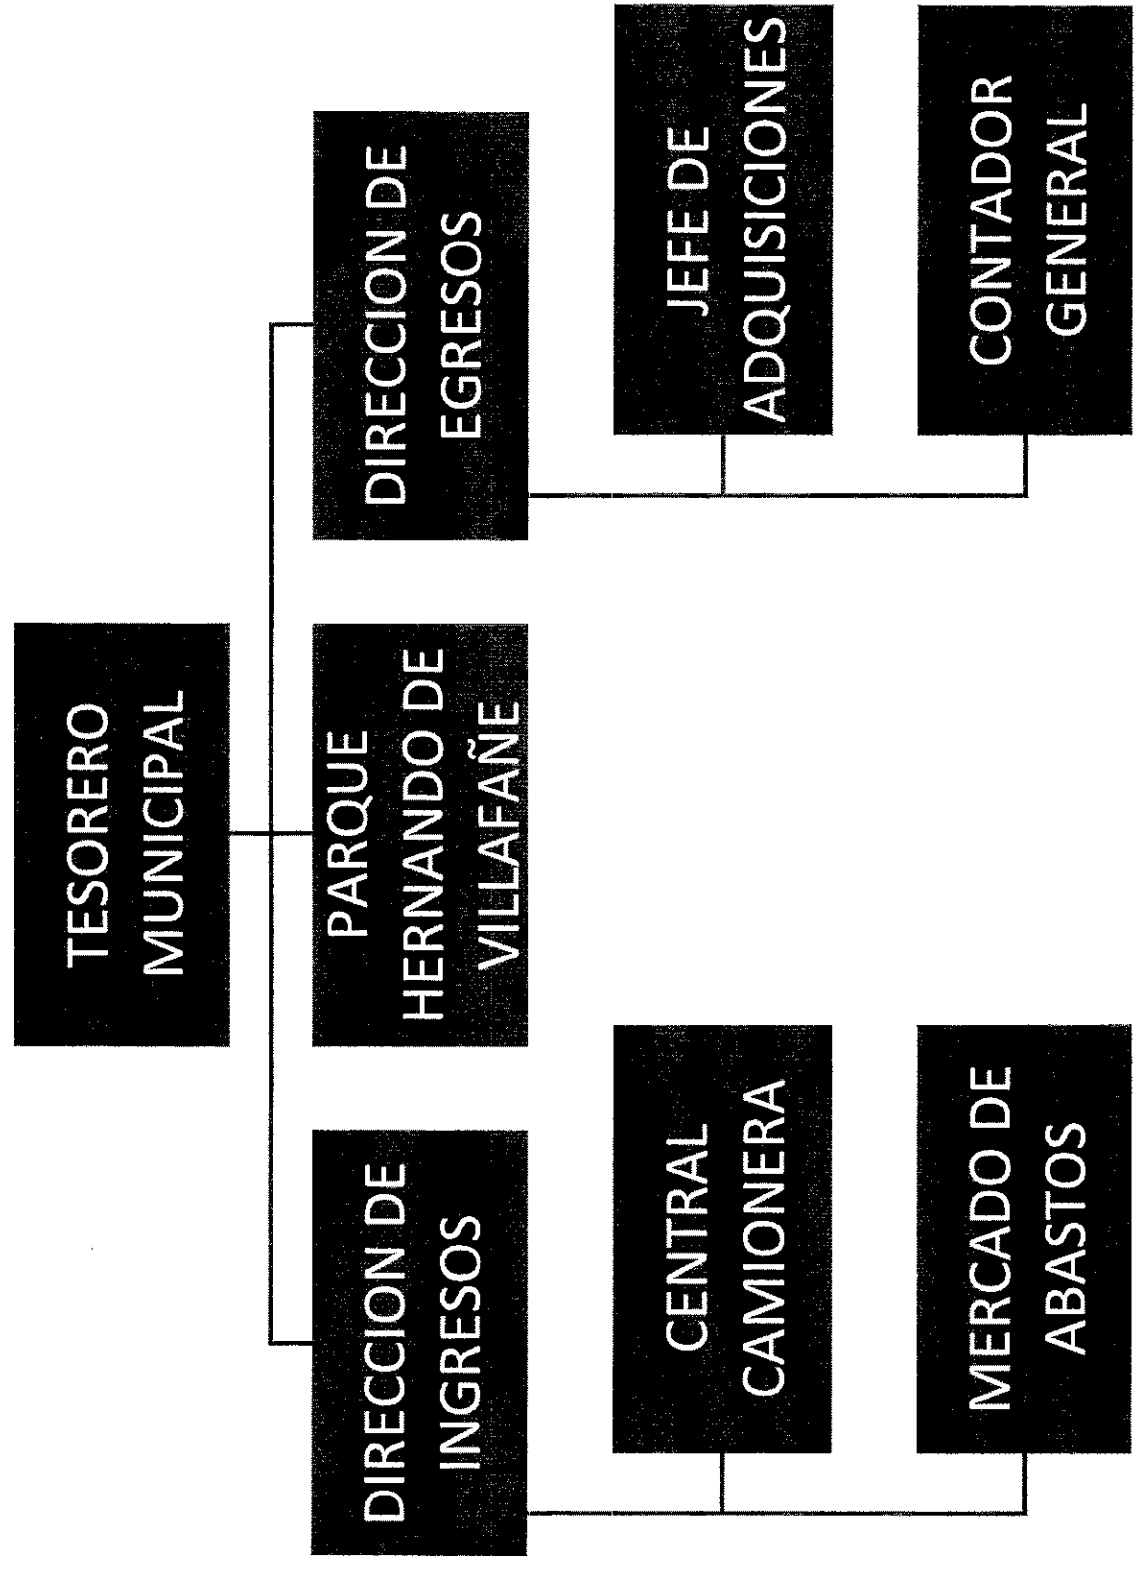 TESORERO
MUNICIPAL
DIRECCION DE
INGRESOS
PARQUE
HERNANDO DE
VILLAFAÑE
DIRECCION DE
EGRESOS
CENTRAL
CAMIONERA
JEFE DE
ADQUISICIONES
MERCADO DE
ABASTOS
CONTADOR
GENERAL